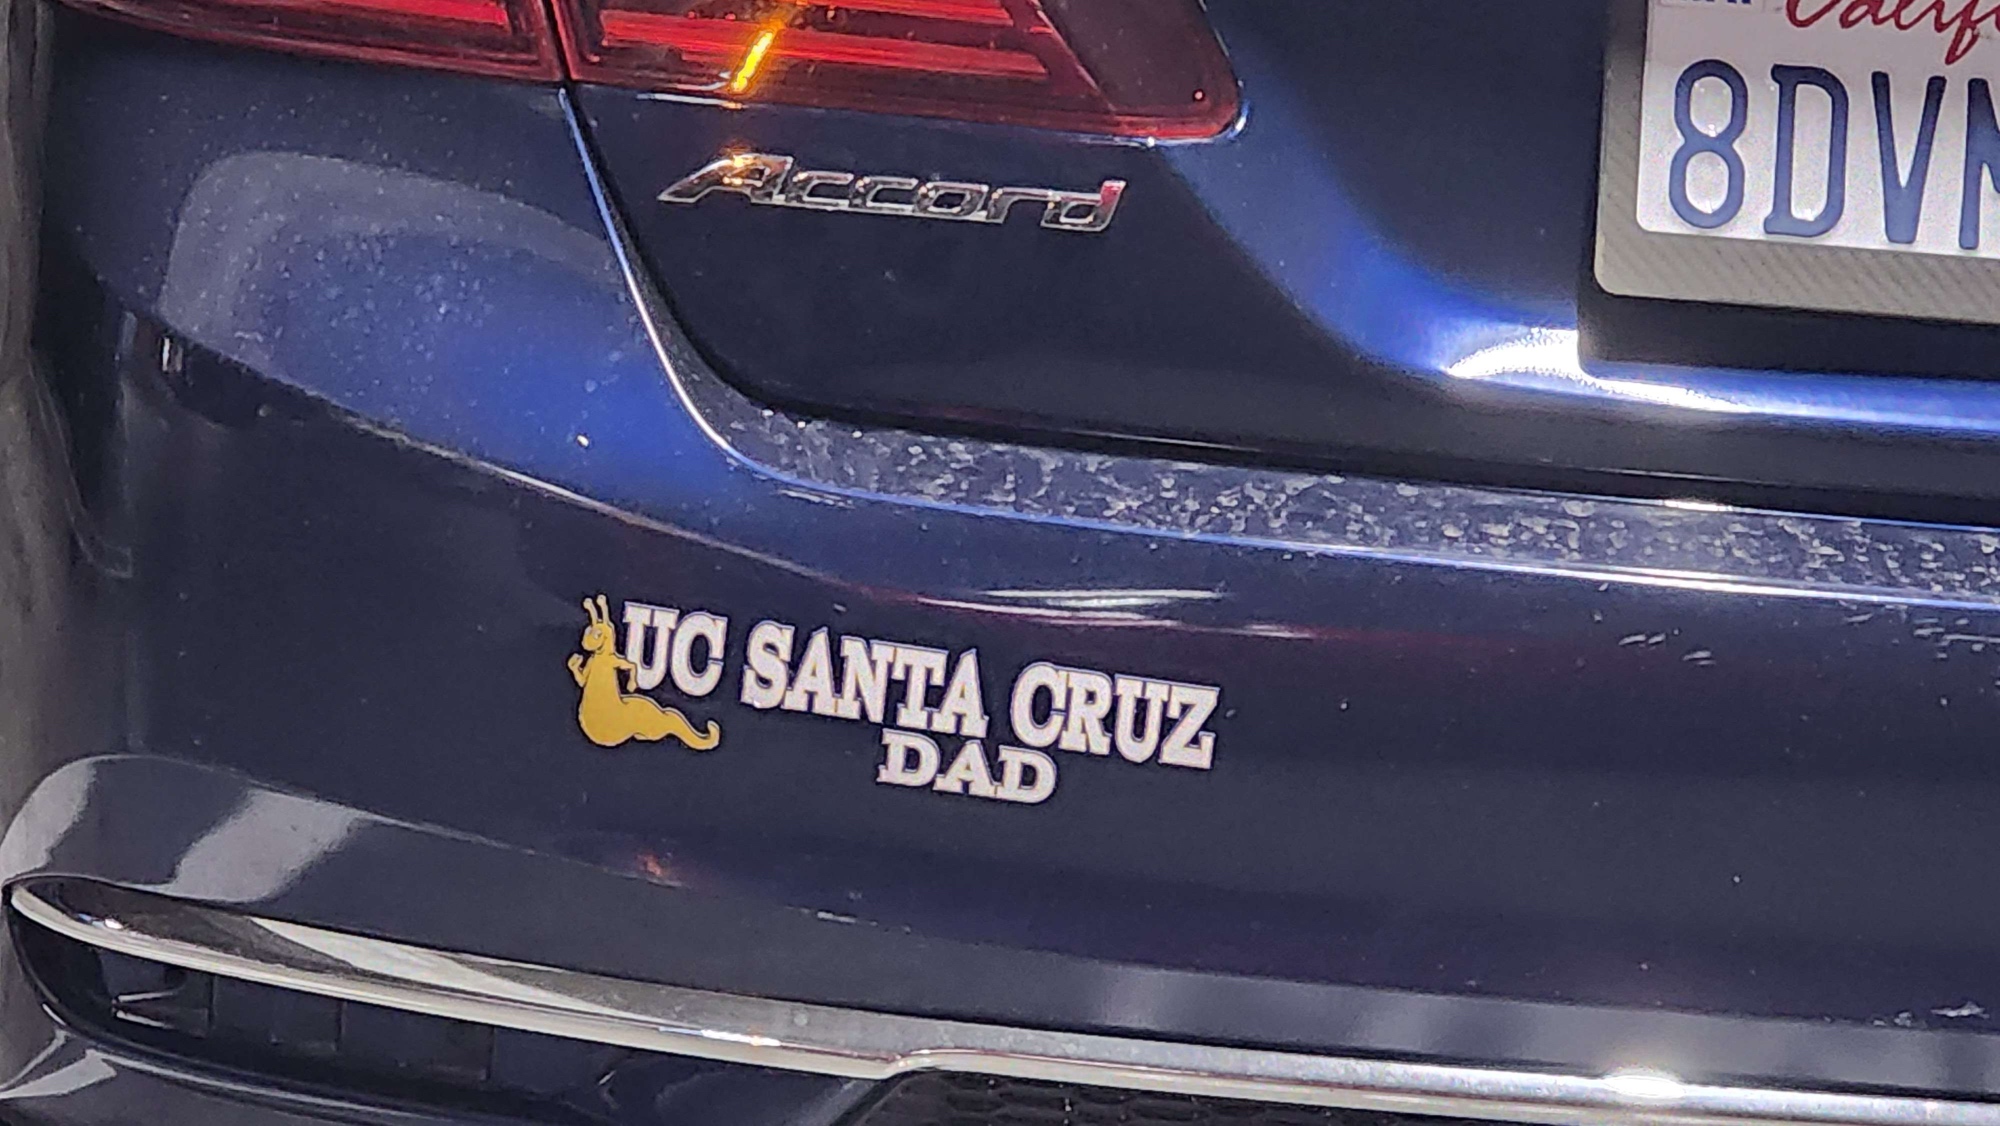 Accord
8DV
UC SANTA CRUZ
DAD